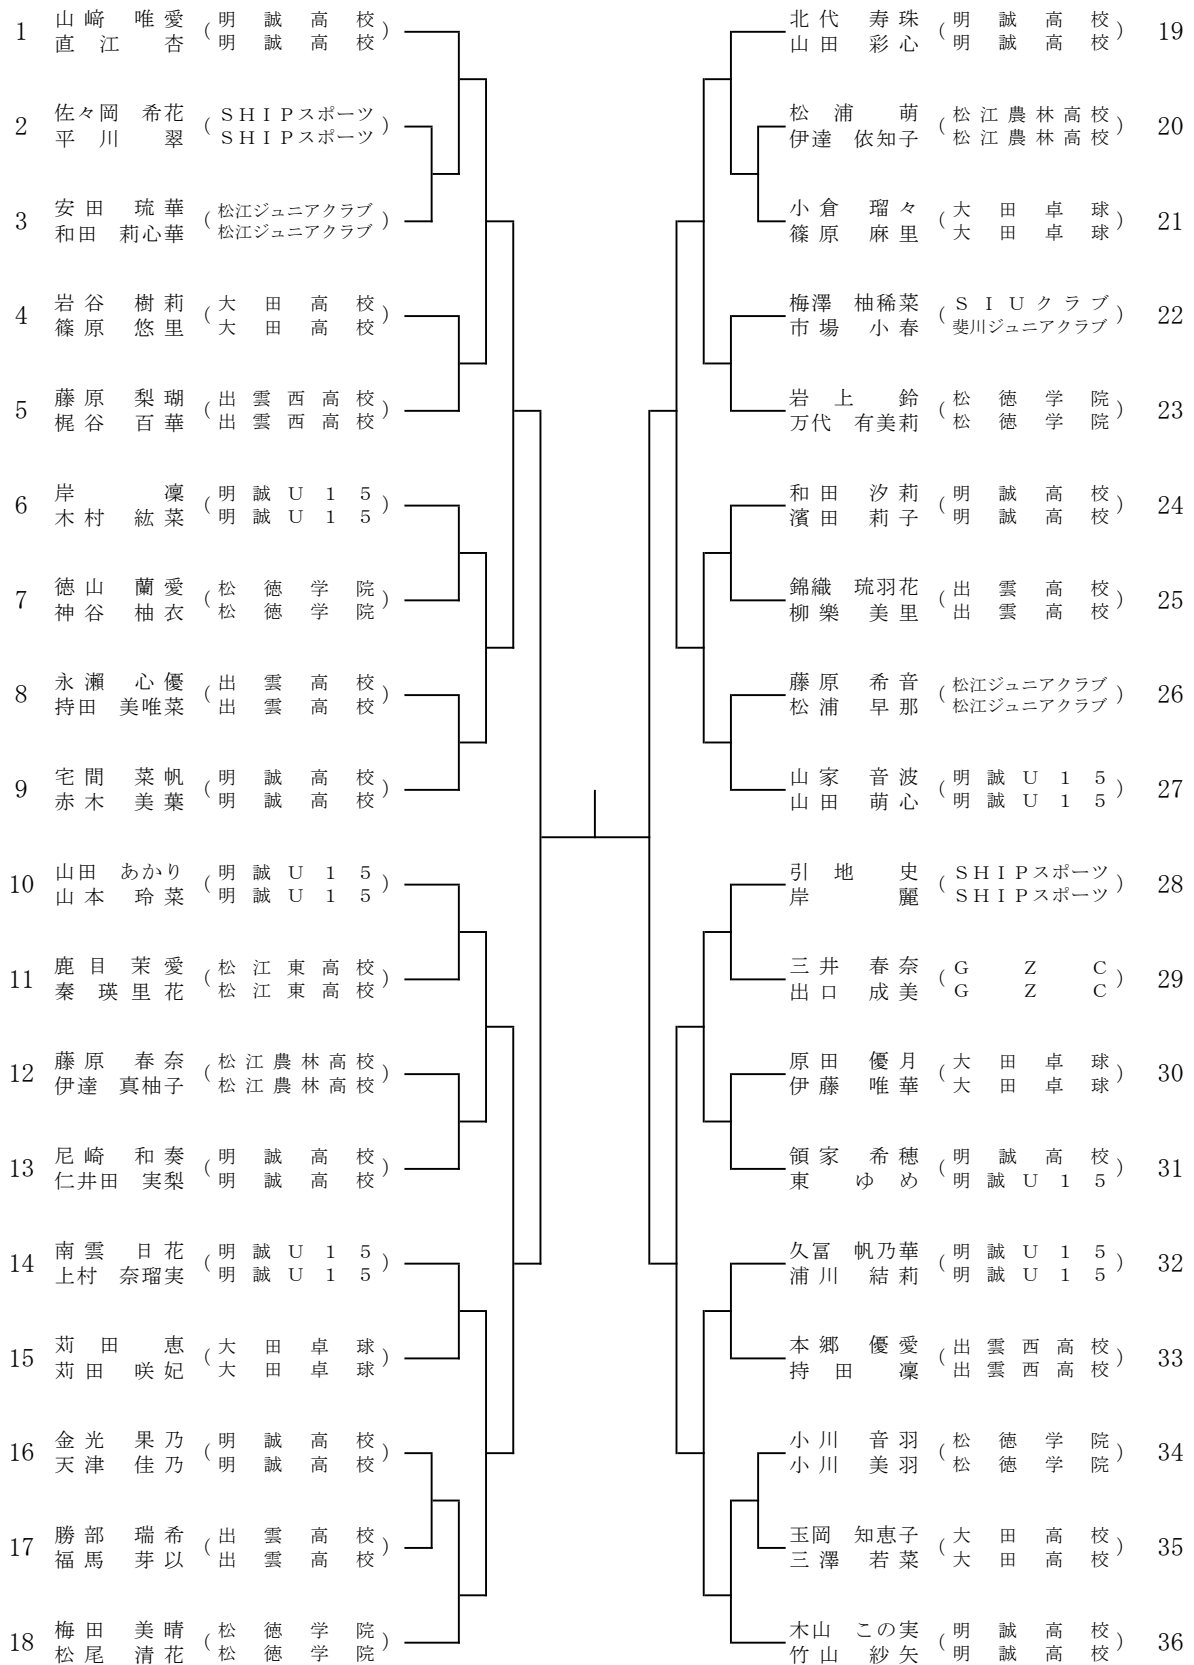 1 山﨑 唯愛 (明誠高校)
直江 杏 (明誠高校)
2 佐々岡 希花 (ＳＨＩＰスポーツ)
平川 翠 (ＳＨＩＰスポーツ)
3 安田 琉華 (松江ジュニアクラブ)
和田 莉心華 (松江ジュニアクラブ)
4 岩谷 樹莉 (大田高校)
篠原 悠里 (大田高校)
5 藤原 梨瑚 (出雲西高校)
梶谷 百華 (出雲西高校)
6 岸 凜 (明誠Ｕ１５)
木村 紘菜 (明誠Ｕ１５)
7 徳山 蘭愛 (松徳学院)
神谷 柚衣 (松徳学院)
8 永瀬 心優 (出雲高校)
持田 美唯菜 (出雲高校)
9 宅間 菜帆 (明誠高校)
赤木 美葉 (明誠高校)
10 山田 あかり (明誠Ｕ１５)
山本 玲菜 (明誠Ｕ１５)
11 鹿目 茉愛 (松江東高校)
秦 瑛里花 (松江東高校)
12 藤原 春奈 (松江農林高校)
伊達 真柚子 (松江農林高校)
13 尼崎 和奏 (明誠高校)
仁井田 実梨 (明誠高校)
14 南雲 日花 (明誠Ｕ１５)
上村 奈瑠実 (明誠Ｕ１５)
15 苅田 恵 (大田卓球)
苅田 咲妃 (大田卓球)
16 金光 果乃 (明誠高校)
天津 佳乃 (明誠高校)
17 勝部 瑞希 (出雲高校)
福馬 芽以 (出雲高校)
18 梅田 美晴 (松徳学院)
松尾 清花 (松徳学院)
北代 寿珠 (明誠高校) 19
山田 彩心 (明誠高校)
松浦 萌 (松江農林高校) 20
伊達 依知子 (松江農林高校)
小倉 瑠々 (大田卓球) 21
篠原 麻里 (大田卓球)
梅澤 柚稀菜 (ＳＩＵクラブ) 22
市場 小春 (斐川ジュニアクラブ)
岩上 鈴 (松徳学院) 23
万代 有美莉 (松徳学院)
和田 汐莉 (明誠高校) 24
濱田 莉子 (明誠高校)
錦織 琉羽花 (出雲高校) 25
柳樂 美里 (出雲高校)
藤原 希音 (松江ジュニアクラブ) 26
松浦 早那 (松江ジュニアクラブ)
山家 音波 (明誠Ｕ１５) 27
山田 萌心 (明誠Ｕ１５)
引地 史 (ＳＨＩＰスポーツ) 28
岸 麗 (ＳＨＩＰスポーツ)
三井 春奈 (ＧＺＣ) 29
出口 成美 (ＧＺＣ)
原田 優月 (大田卓球) 30
伊藤 唯華 (大田卓球)
領家 希穂 (明誠高校) 31
東 ゆめ (明誠Ｕ１５)
久冨 帆乃華 (明誠Ｕ１５) 32
浦川 結莉 (明誠Ｕ１５)
本郷 優愛 (出雲西高校) 33
持田 凜 (出雲西高校)
小川 音羽 (松徳学院) 34
小川 美羽 (松徳学院)
玉岡 知恵子 (大田高校) 35
三澤 若菜 (大田高校)
木山 この実 (明誠高校) 36
竹山 紗矢 (明誠高校)